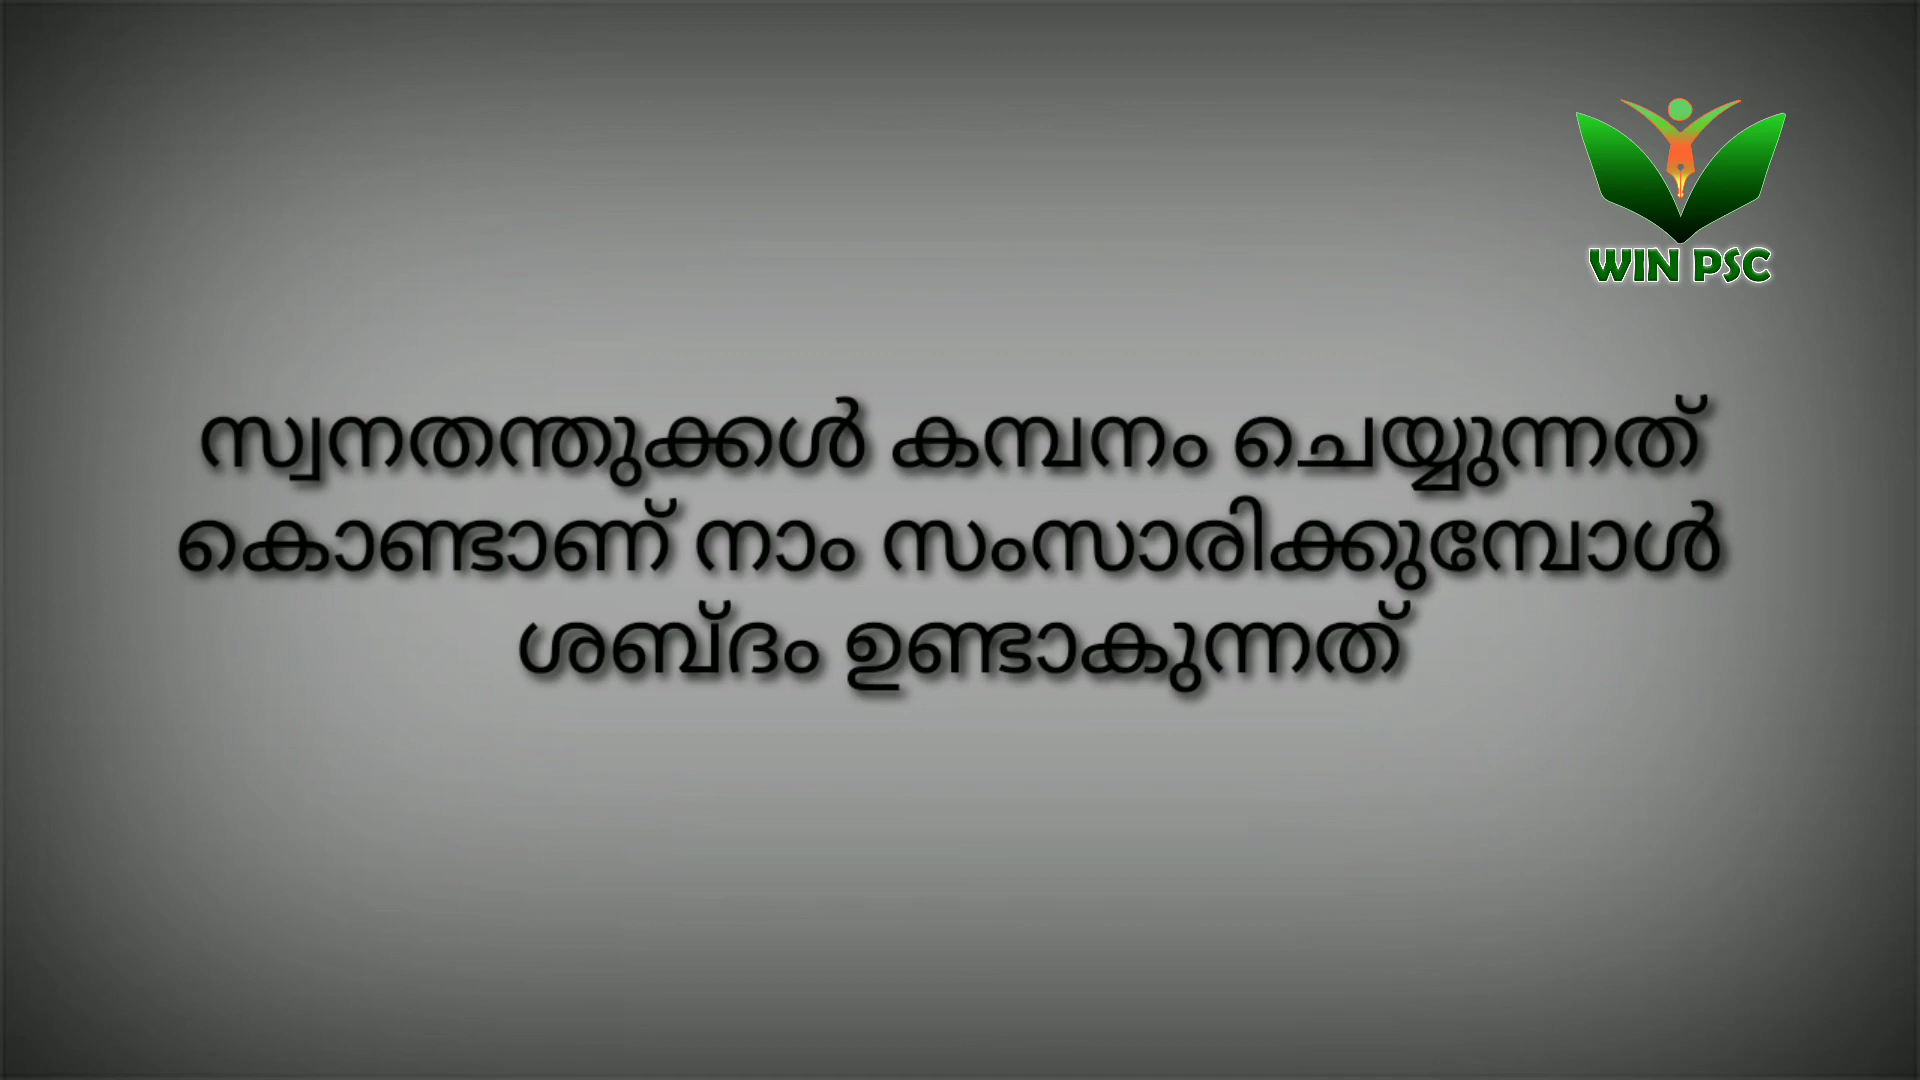 WIN PSC
സ്വനതന്തുക്കൾ കമ്പനം ചെയ്യുന്നത്
കൊണ്ടാണ് നാം സംസാരിക്കുമ്പോൾ
ശബ്ദം ഉണ്ടാകുന്നത്